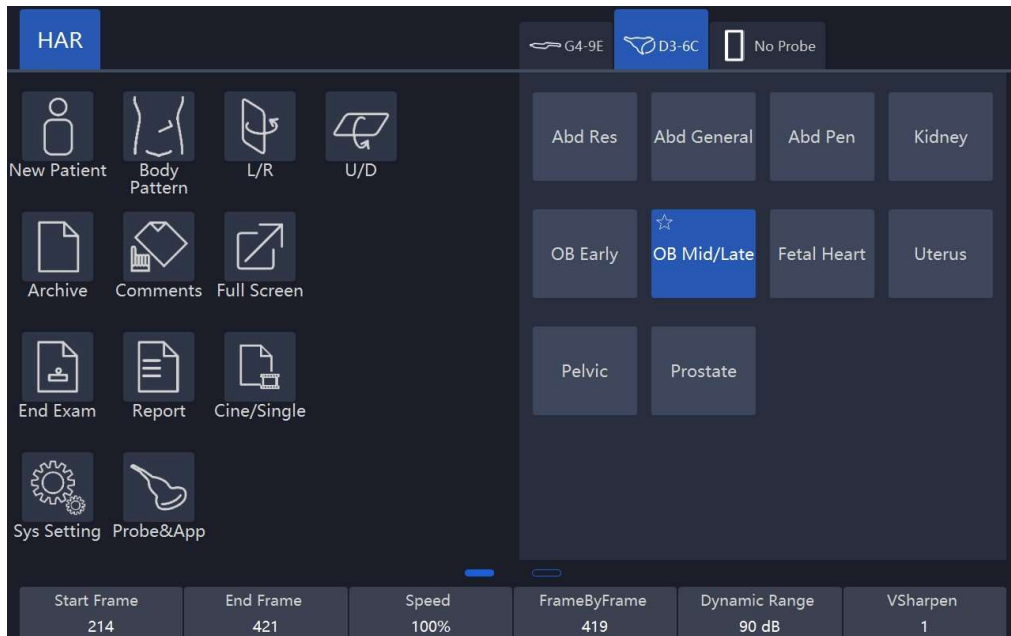 HAR
G4-9E
D3-6C
No Probe
New Patient
Body
Pattern
L/R
U/D
Archive
Comments
Full Screen
End Exam
Report
Cine/Single
Sys Setting
Probe&App
Abd Res
Abd General
Abd Pen
Kidney
OB Early
OB Mid/Late
Fetal Heart
Uterus
Pelvic
Prostate
Start Frame
214
End Frame
421
Speed
100%
FrameByFrame
419
Dynamic Range
90 dB
VSharpen
1